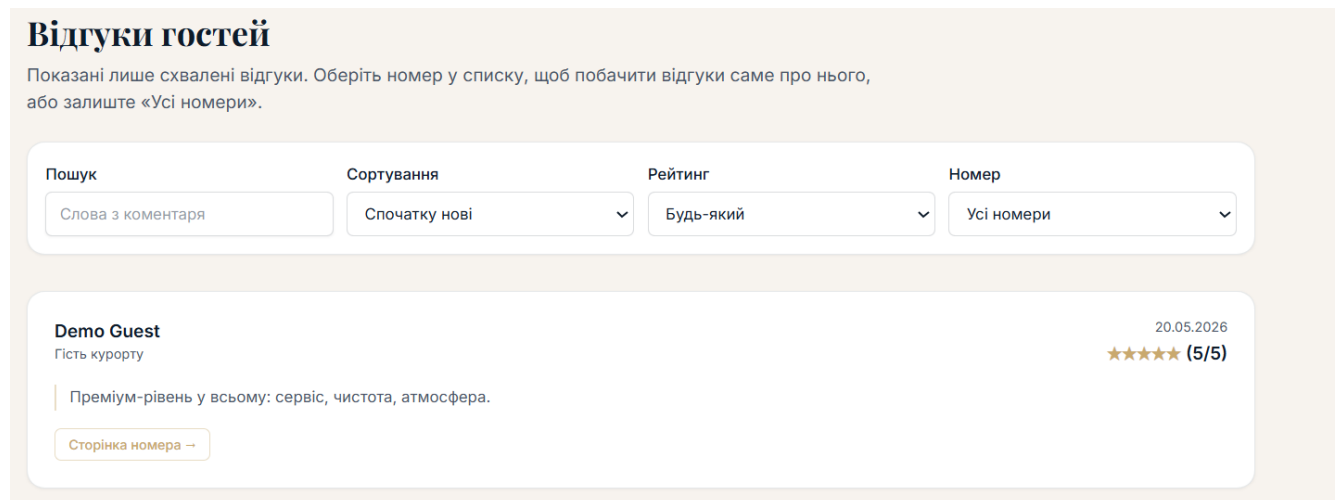 Відгуки гостей
Показані лише схвалені відгуки. Оберіть номер у списку, щоб побачити відгуки саме про нього,
або залиште «Усі номери».
Пошук
Слова з коментаря
Сортування
Спочатку нові
Рейтинг
Будь-який
Номер
Усі номери
Demo Guest
Гість курорту
20.05.2026
★★★★★ (5/5)
Преміум-рівень у всьому: сервіс, чистота, атмосфера.
Сторінка номера →